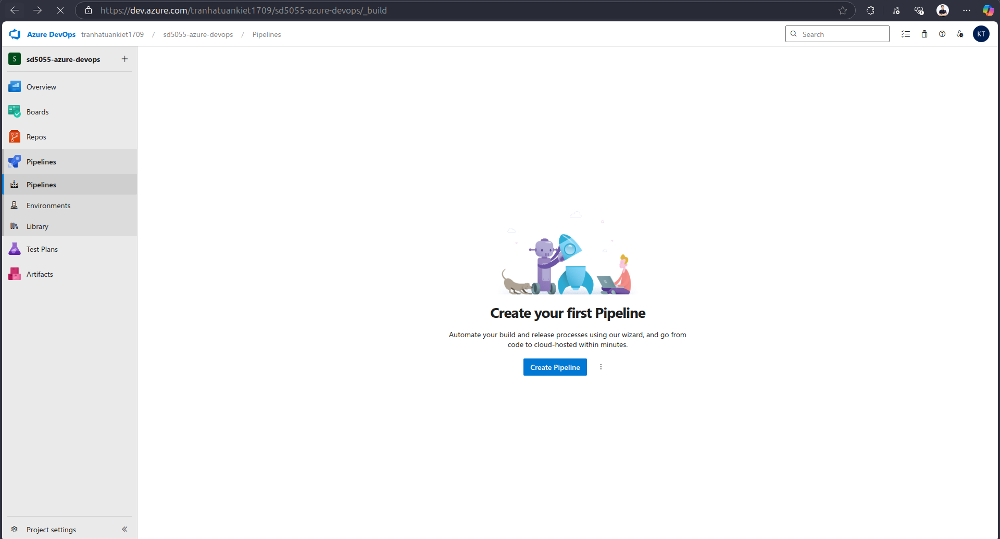 https://dev.azure.com/tranhatuankiet1709/sd5055-azure-devops/_build
Azure DevOps tranhatuankiet1709 / sd5055-azure-devops / Pipelines
Search
KT
S sd5055-azure-devops
Overview
Boards
Repos
Pipelines
Pipelines
Environments
Library
Test Plans
Artifacts
Create your first Pipeline
Automate your build and release processes using our wizard, and go from
code to cloud-hosted within minutes.
Create Pipeline
Project settings